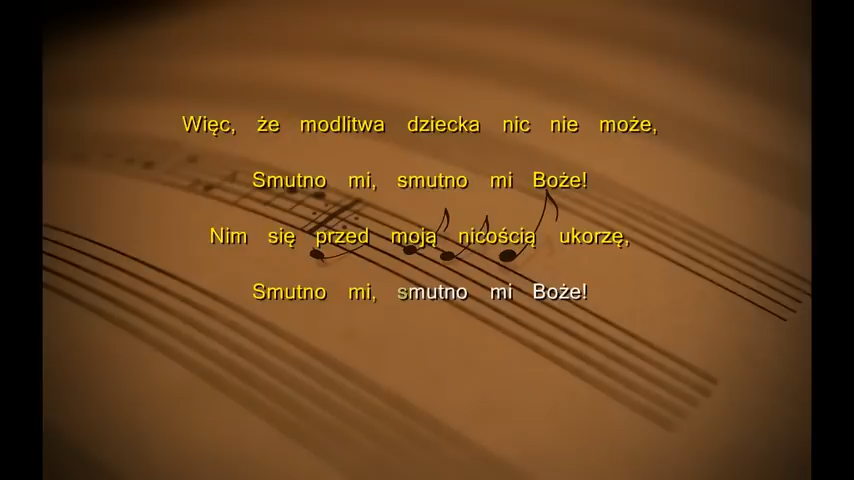 Więc, że modlitwa dziecka nic nie może,
Smutno mi, smutno mi Boże!
Nim się przed moją nicością ukorzę,
Smutno mi, smutno mi Boże!